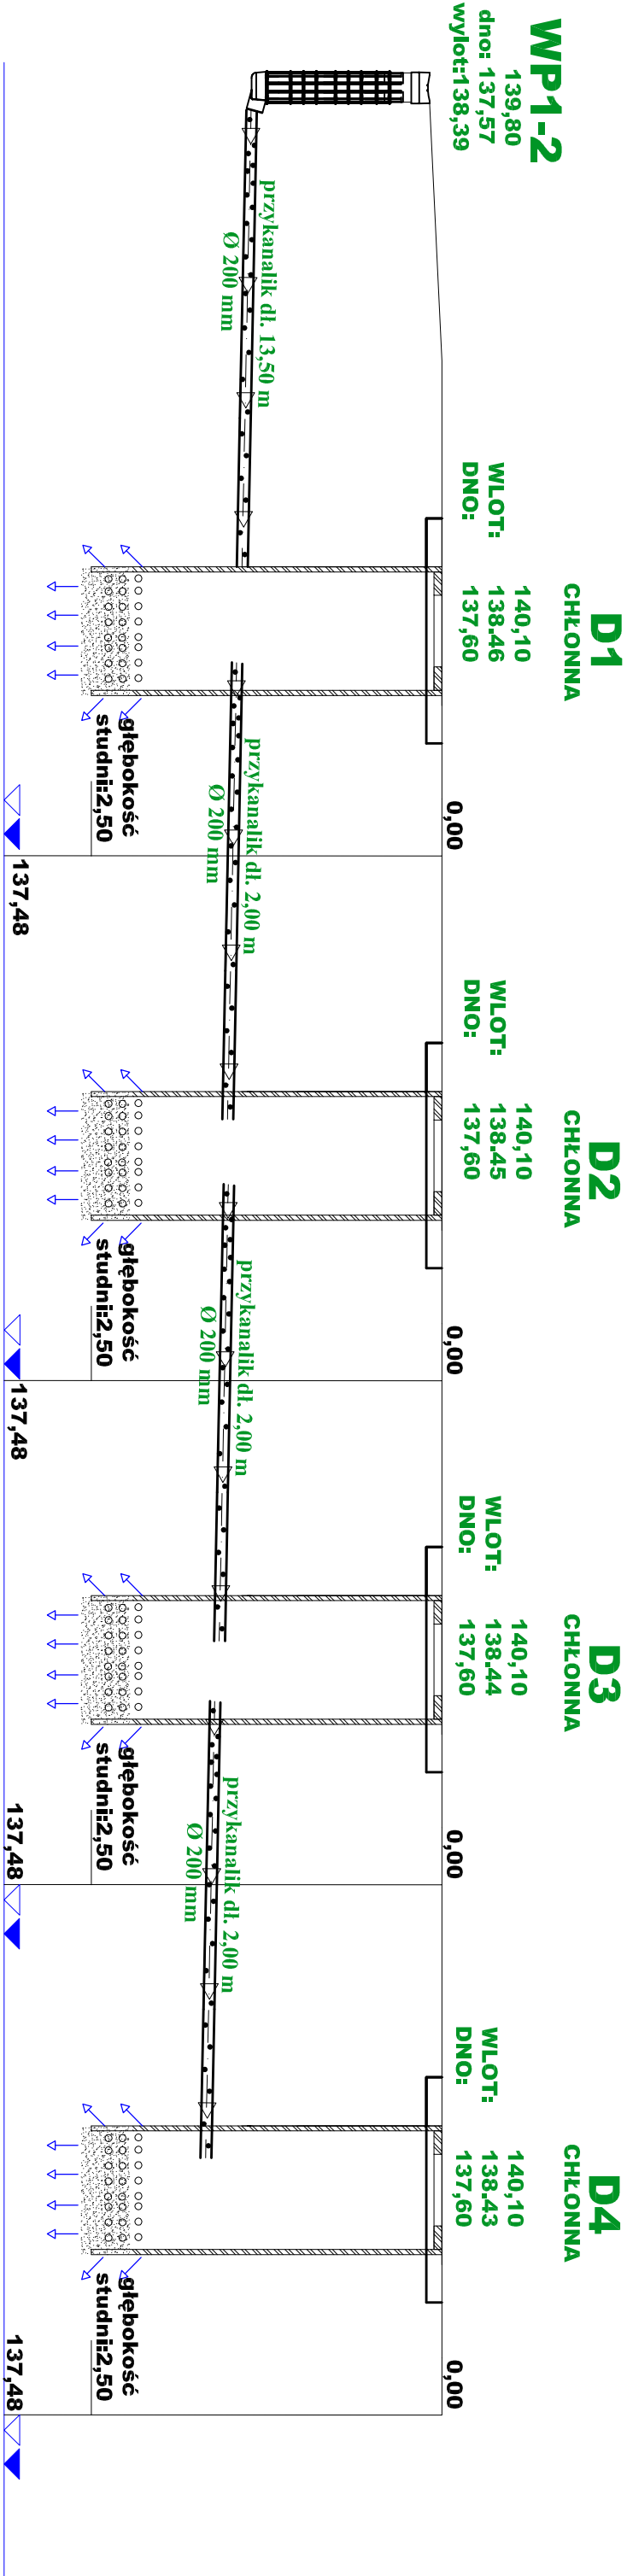 WP1-2
139,80
dno: 137,57
wylot:138,39
przykanalik dł. 13,50 m
Ø 200 mm
D1
CHŁONNA
140,10
WLOT: 138.46
DNO: 137,60
0,00
głębokość
studni:2,50
137,48
przykanalik dł. 2,00 m
Ø 200 mm
D2
CHŁONNA
140,10
WLOT: 138.45
DNO: 137,60
0,00
głębokość
studni:2,50
137,48
przykanalik dł. 2,00 m
Ø 200 mm
D3
CHŁONNA
140,10
WLOT: 138.44
DNO: 137,60
0,00
głębokość
studni:2,50
137,48
przykanalik dł. 2,00 m
Ø 200 mm
D4
CHŁONNA
140,10
WLOT: 138.43
DNO: 137,60
0,00
głębokość
studni:2,50
137,48